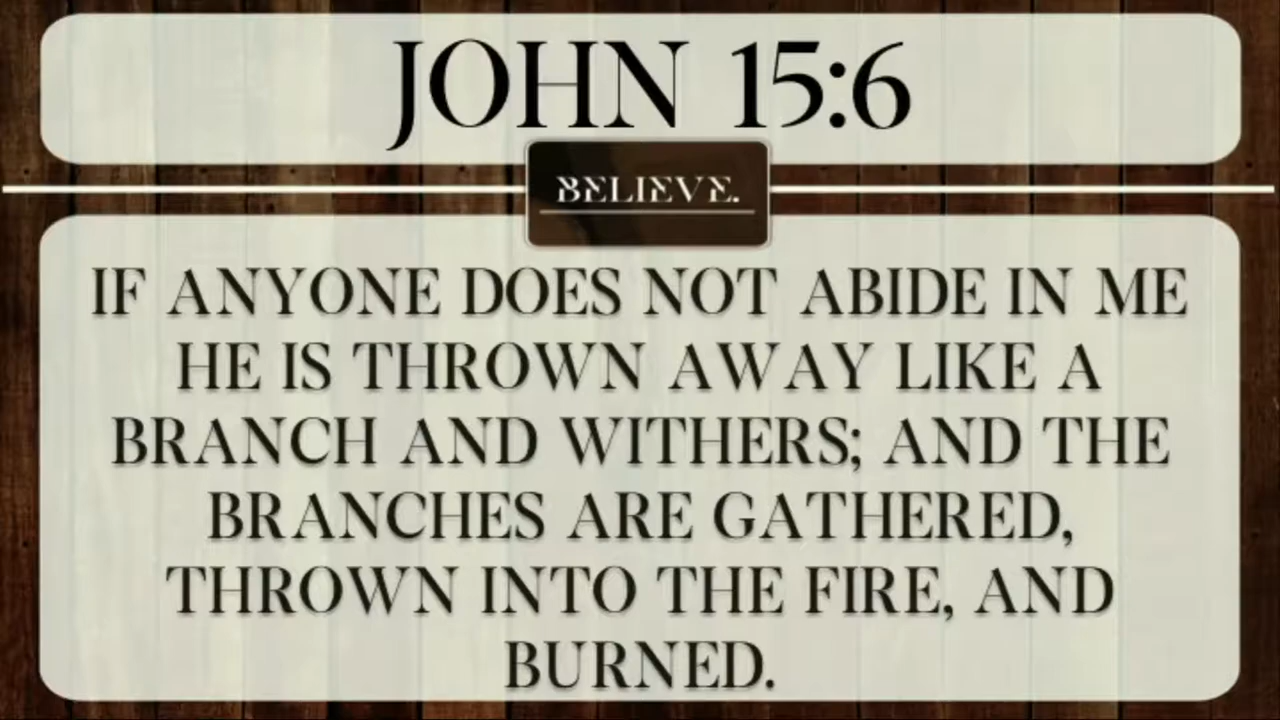 JOHN 15:6
BELIEVE.
IF ANYONE DOES NOT ABIDE IN ME
HE IS THROWN AWAY LIKE A
BRANCH AND WITHERS; AND THE
BRANCHES ARE GATHERED,
THROWN INTO THE FIRE, AND
BURNED.